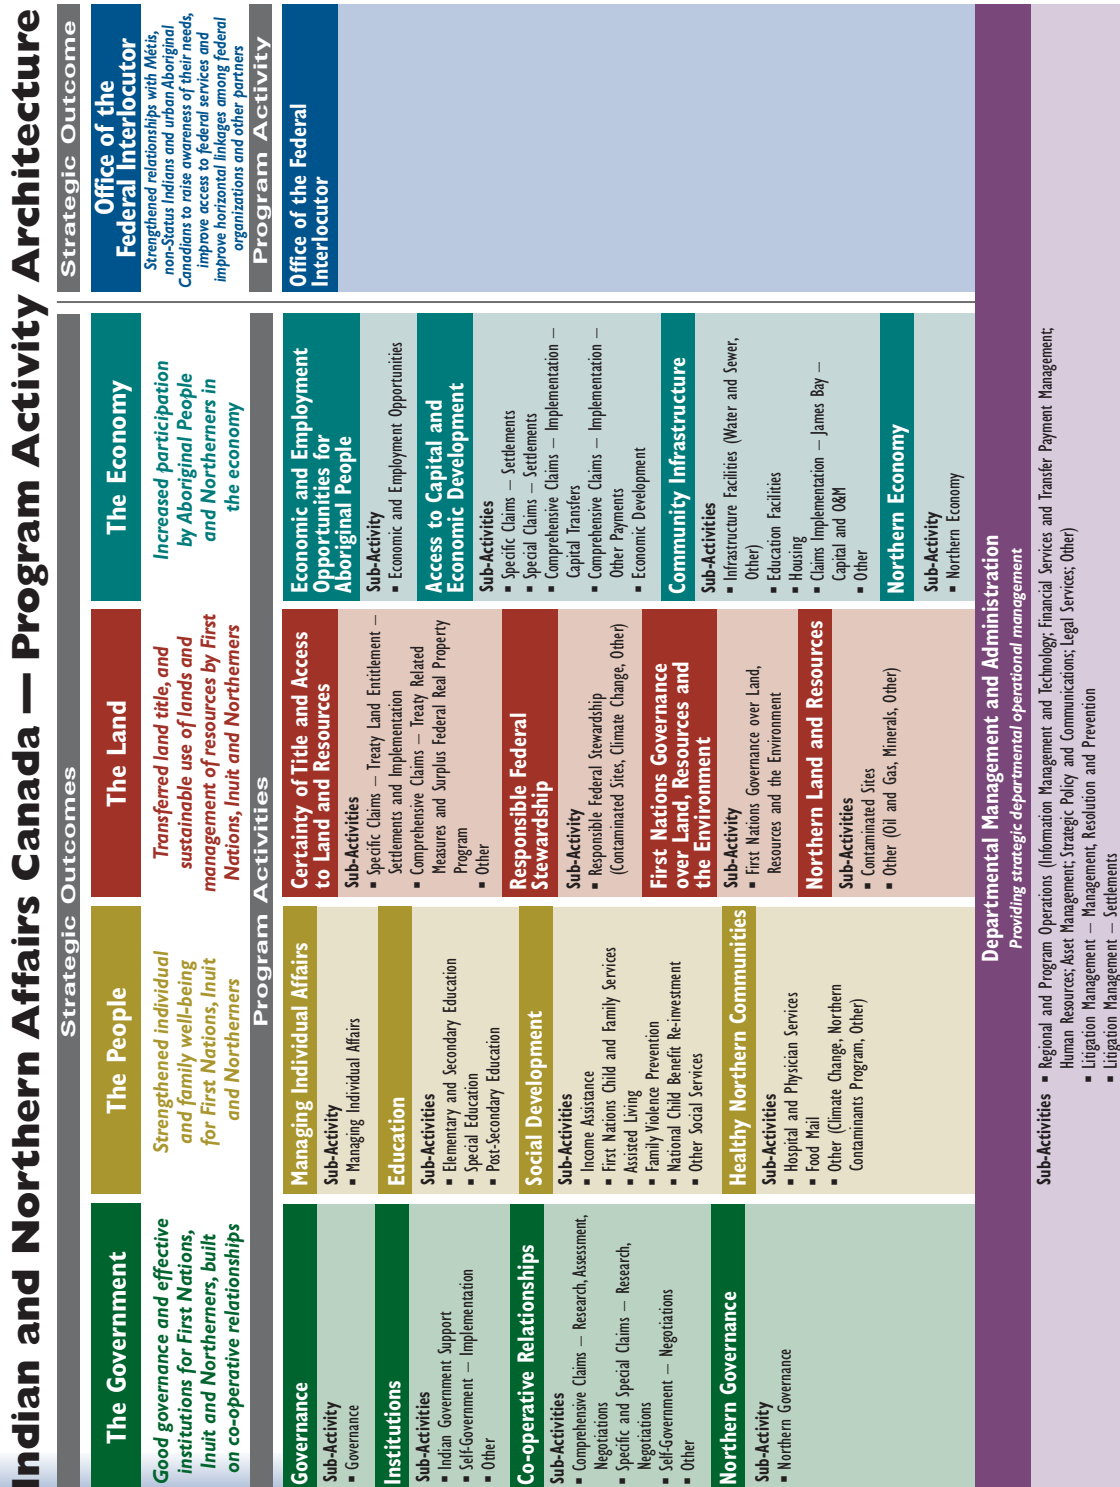 Indian and Northern Affairs Canada — Program Activity Architecture
Strategic Outcomes
The Government
Good governance and effective
institutions for First Nations,
Inuit and Northerners, built
on co-operative relationships
The People
Strengthened individual
and family well-being
for First Nations, Inuit
and Northerners
The Land
Transferred land title, and
sustainable use of lands and
management of resources by First
Nations, Inuit and Northerners
The Economy
Increased participation
by Aboriginal People
and Northerners in
the economy
Strategic Outcome
Office of the
Federal Interlocutor
Strengthened relationships with Métis,
non-Status Indians and urban Aboriginal
Canadians to raise awareness of their needs,
improve access to federal services and
improve horizontal linkages among federal
organizations and other partners
Program Activities
Governance
Sub-Activity
▪ Governance
Institutions
Sub-Activities
▪ Indian Government Support
▪ Self-Government — Implementation
▪ Other
Co-operative Relationships
Sub-Activities
▪ Comprehensive Claims — Research, Assessment,
Negotiations
▪ Specific and Special Claims — Research,
Negotiations
▪ Self-Government — Negotiations
▪ Other
Northern Governance
Sub-Activity
▪ Northern Governance
Managing Individual Affairs
Sub-Activity
▪ Managing Individual Affairs
Education
Sub-Activities
▪ Elementary and Secondary Education
▪ Special Education
▪ Post-Secondary Education
Social Development
Sub-Activities
▪ Income Assistance
▪ First Nations Child and Family Services
▪ Assisted Living
▪ Family Violence Prevention
▪ National Child Benefit Re-investment
▪ Other Social Services
Healthy Northern Communities
Sub-Activities
▪ Hospital and Physician Services
▪ Food Mail
▪ Other (Climate Change, Northern
Contaminants Program, Other)
Certainty of Title and Access
to Land and Resources
Sub-Activities
▪ Specific Claims — Treaty Land Entitlement —
Settlements and Implementation
▪ Comprehensive Claims — Treaty Related
Measures and Surplus Federal Real Property
Program
▪ Other
Responsible Federal
Stewardship
Sub-Activity
▪ Responsible Federal Stewardship
(Contaminated Sites, Climate Change, Other)
First Nations Governance
over Land, Resources and
the Environment
Sub-Activity
▪ First Nations Governance over Land,
Resources and the Environment
Northern Land and Resources
Sub-Activities
▪ Contaminated Sites
▪ Other (Oil and Gas, Minerals, Other)
Economic and Employment
Opportunities for
Aboriginal People
Sub-Activity
▪ Economic and Employment Opportunities
Access to Capital and
Economic Development
Sub-Activities
▪ Specific Claims — Settlements
▪ Special Claims — Settlements
▪ Comprehensive Claims — Implementation —
Capital Transfers
▪ Comprehensive Claims — Implementation —
Other Payments
▪ Economic Development
Community Infrastructure
Sub-Activities
▪ Infrastructure Facilities (Water and Sewer,
Other)
▪ Education Facilities
▪ Housing
▪ Claims Implementation — James Bay —
Capital and O&M
▪ Other
Northern Economy
Sub-Activity
▪ Northern Economy
Program Activity
Office of the Federal
Interlocutor
Departmental Management and Administration
Providing strategic departmental operational management
Sub-Activities ▪ Regional and Program Operations (Information Management and Technology; Financial Services and Transfer Payment Management;
Human Resources; Asset Management; Strategic Policy and Communications; Legal Services; Other)
▪ Litigation Management — Management, Resolution and Prevention
▪ Litigation Management — Settlements